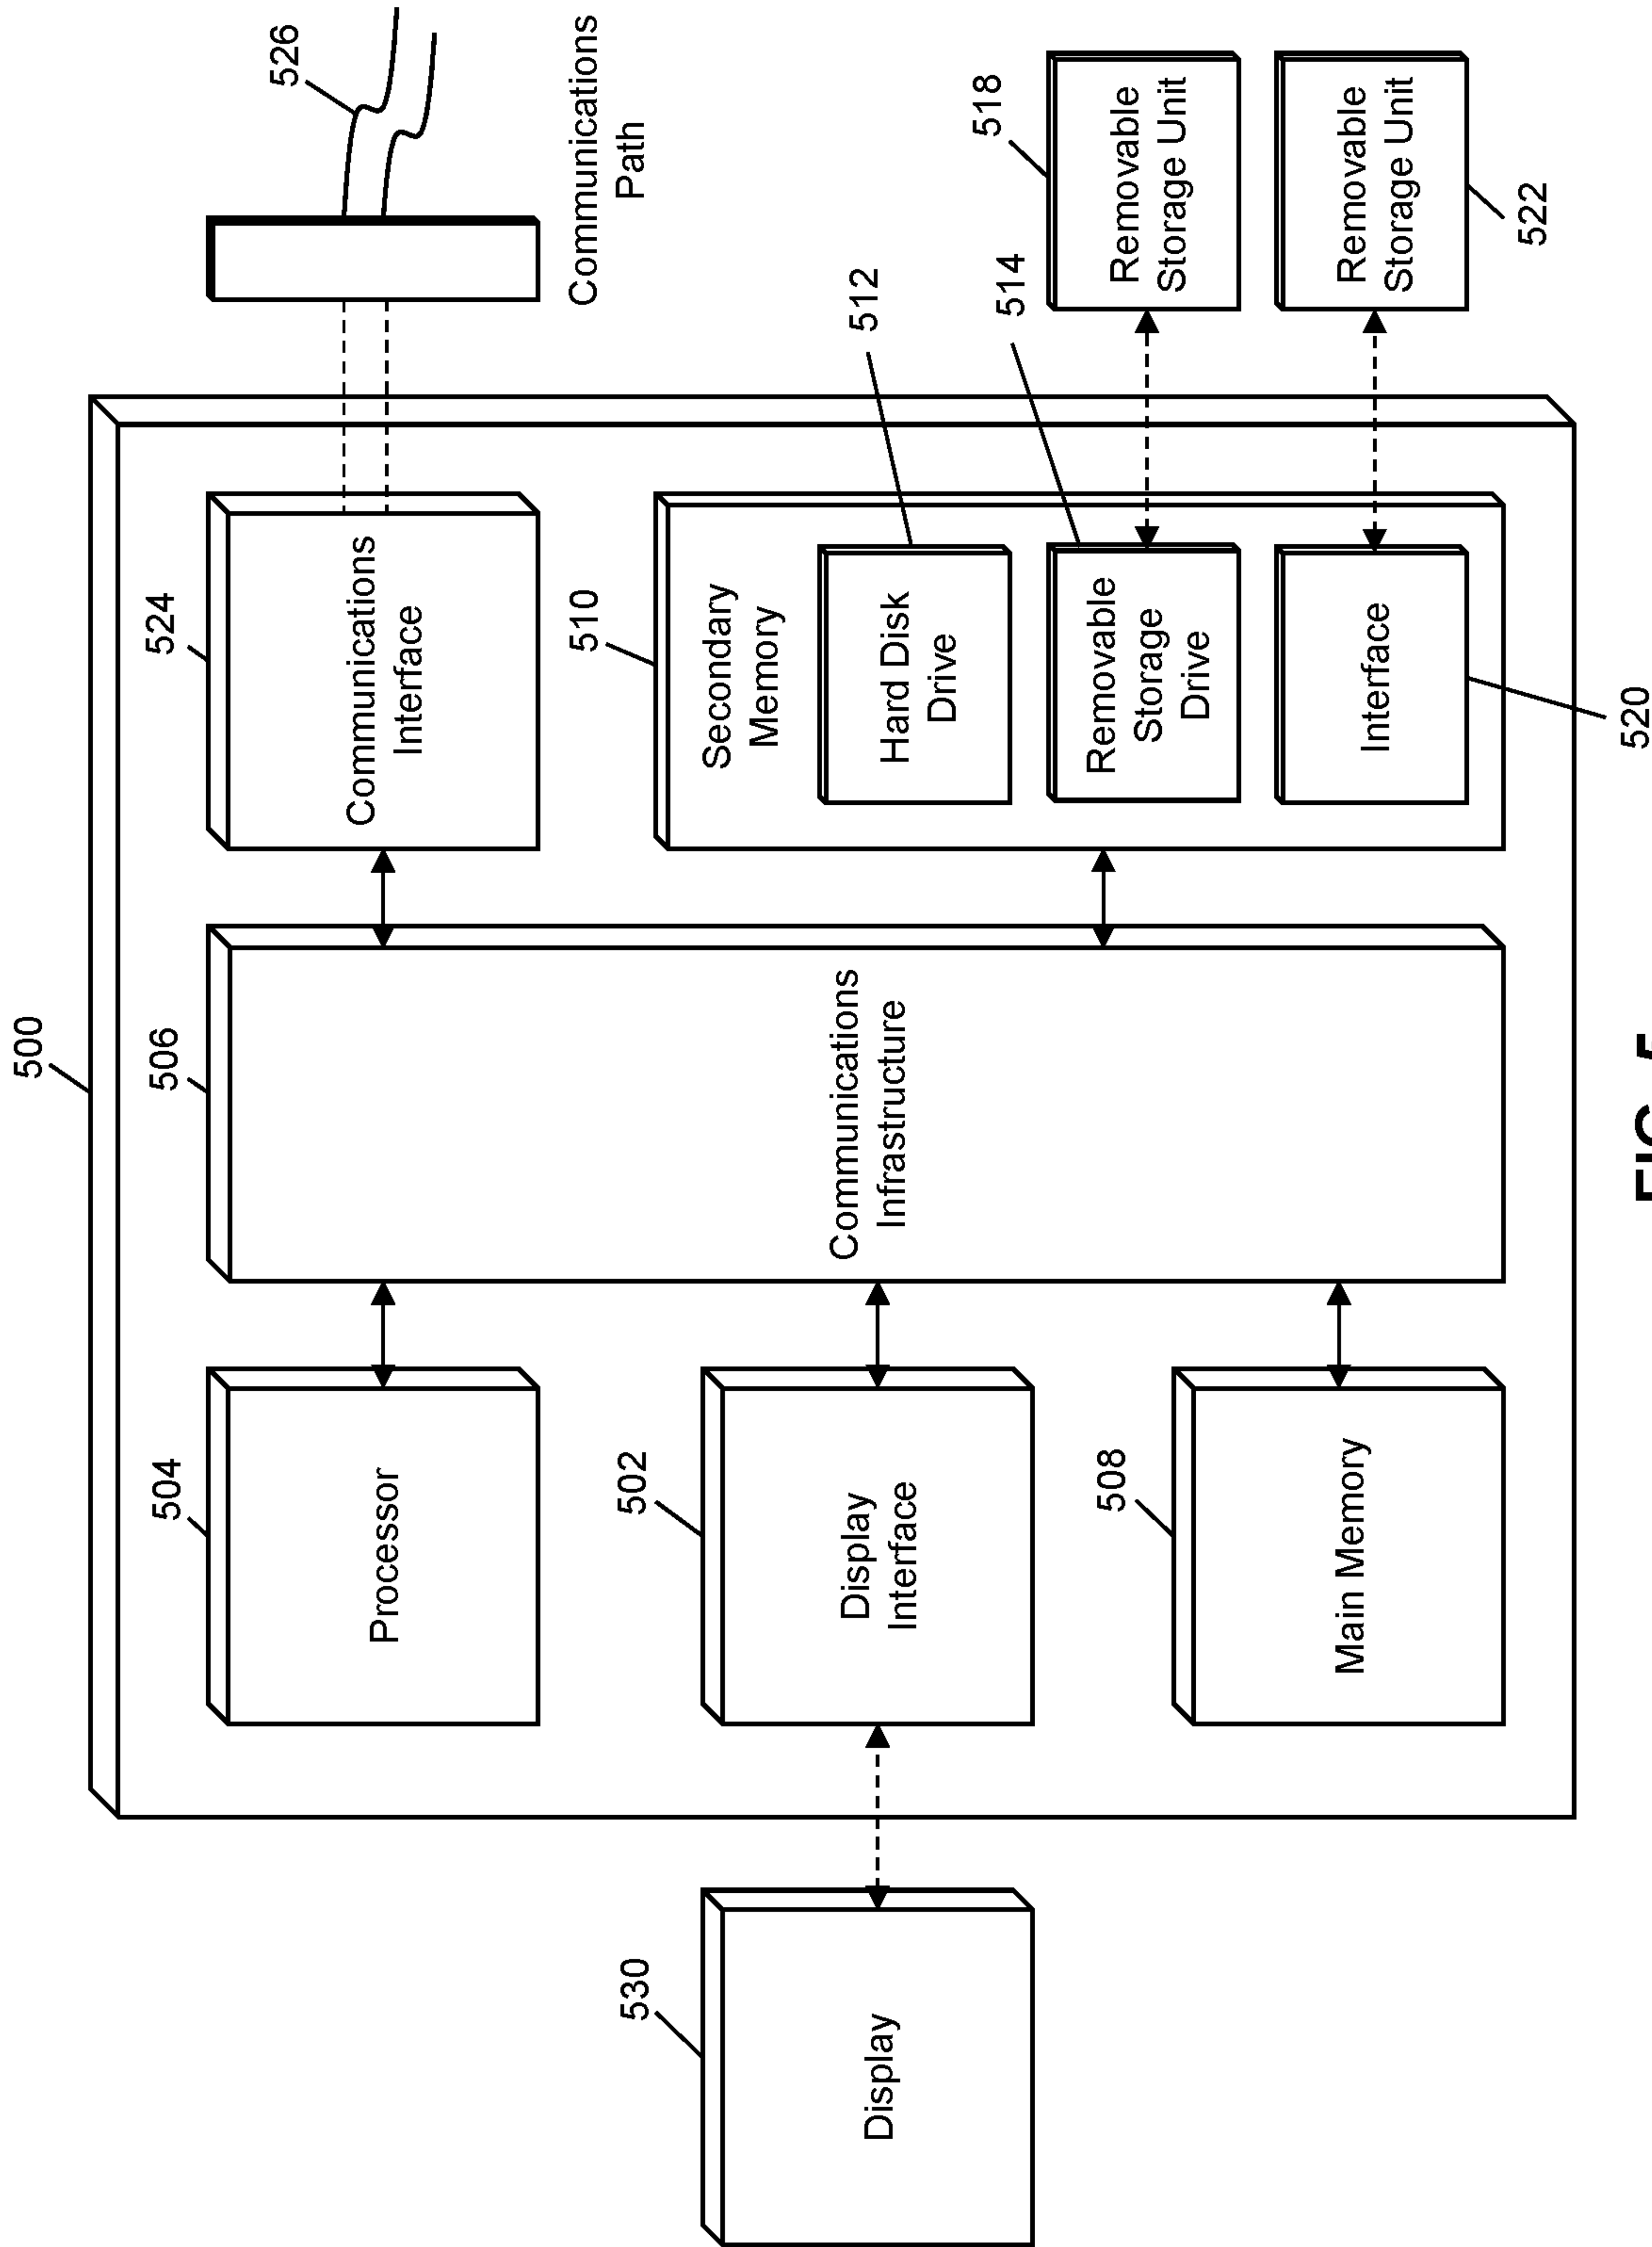 500
504
506
524
526
Processor
Communications
Interface
Communications
Path
530
502
510
Display
Display
Interface
Communications
Infrastructure
Secondary
Memory
512
Hard Disk
Drive
514
518
508
Main Memory
Removable
Storage
Drive
Removable
Storage Unit
Interface
Removable
Storage Unit
522
520